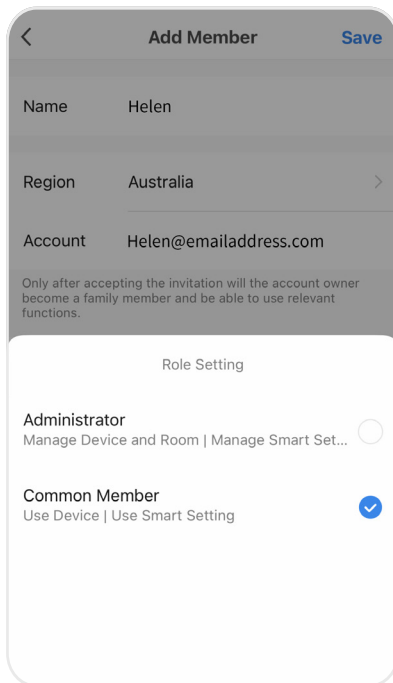 Add Member Save
Name Helen
Region Australia
Account Helen@emailaddress.com
Only after accepting the invitation will the account owner
become a family member and be able to use relevant
functions.
Role Setting
Administrator
Manage Device and Room | Manage Smart Set...
Common Member
Use Device | Use Smart Setting